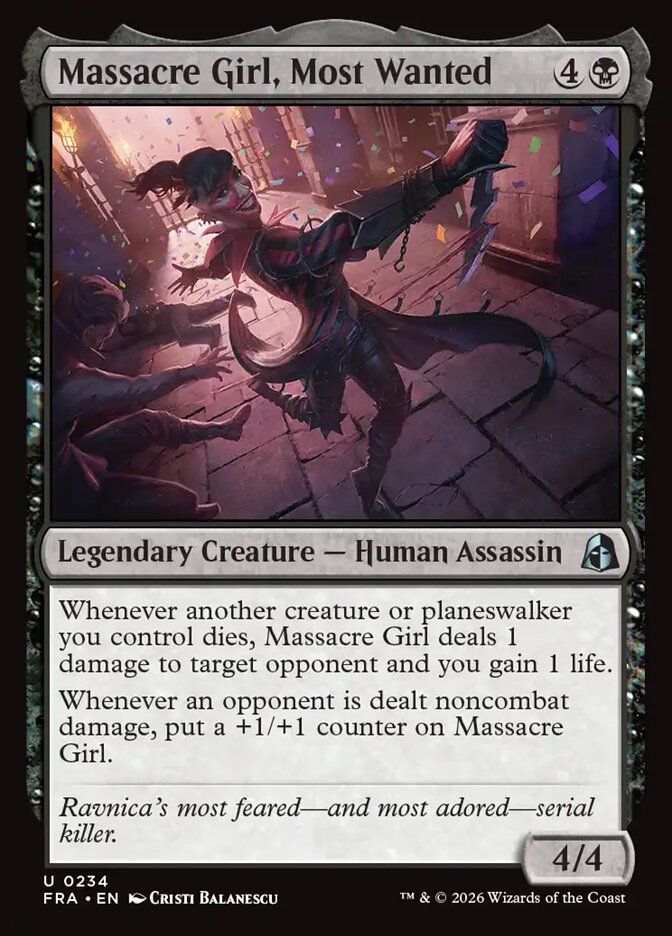 Massacre Girl, Most Wanted 4
Legendary Creature — Human Assassin
Whenever another creature or planeswalker
you control dies, Massacre Girl deals 1
damage to target opponent and you gain 1 life.
Whenever an opponent is dealt noncombat
damage, put a +1/+1 counter on Massacre
Girl.
Ravnica's most feared—and most adored—serial
killer.
4/4
U 0234
FRA • EN Cristi Balanescu
™ & © 2026 Wizards of the Coast